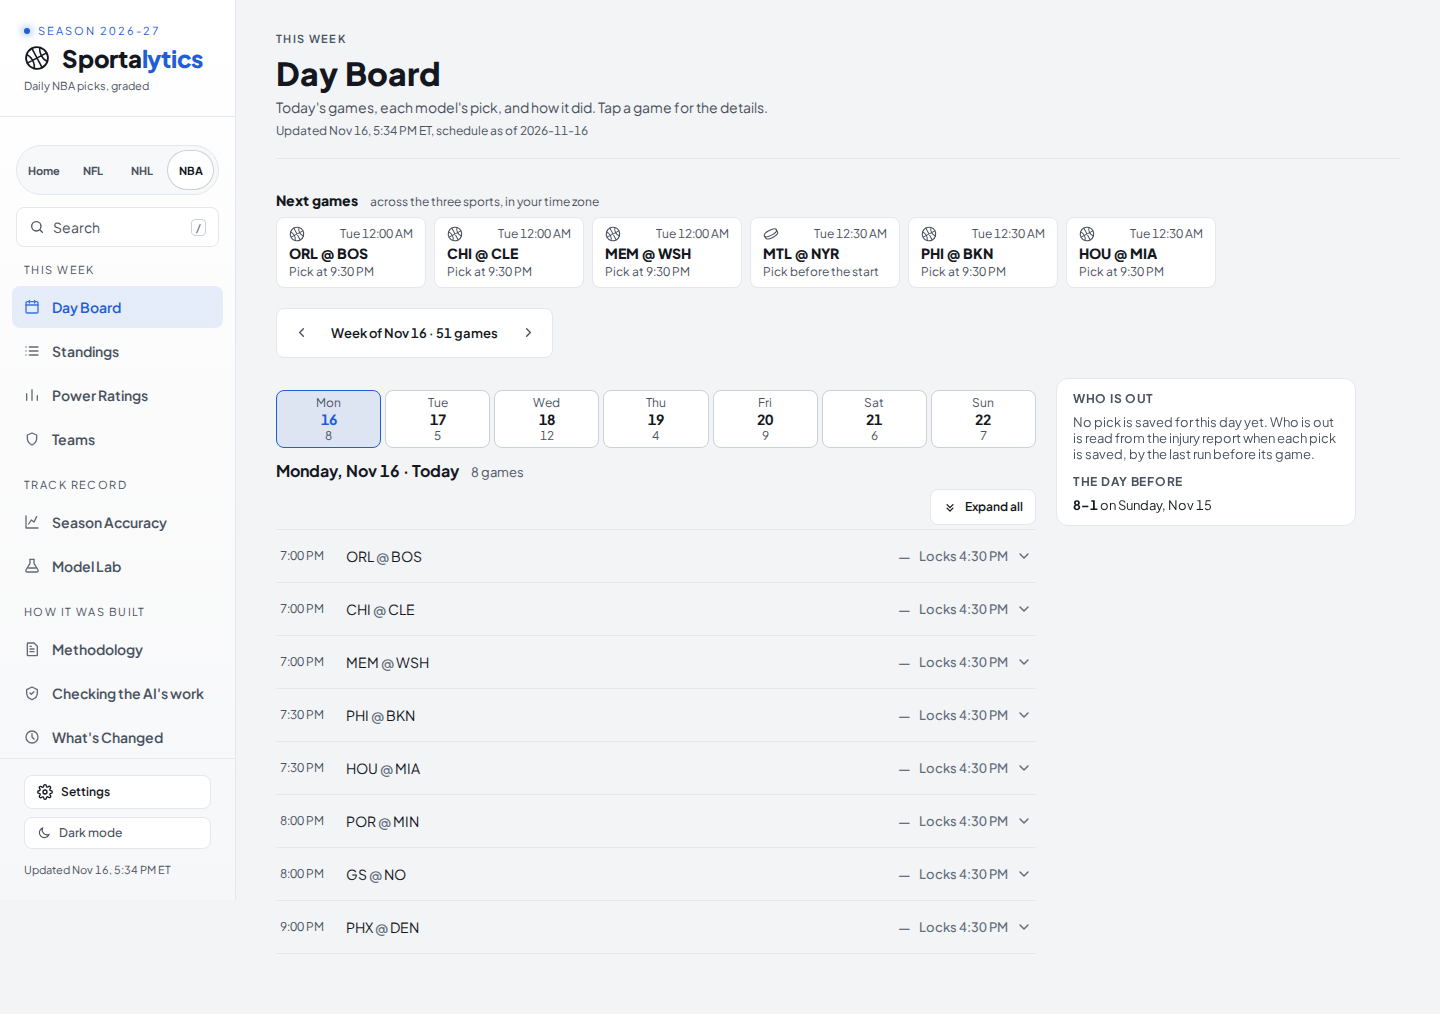 SEASON 2026-27
Sportalytics
Daily NBA picks, graded
Home NFL NHL NBA
Search /
THIS WEEK
Day Board
Standings
Power Ratings
Teams
TRACK RECORD
Season Accuracy
Model Lab
HOW IT WAS BUILT
Methodology
Checking the AI's work
What's Changed
Settings
Dark mode
Updated Nov 16, 5:34 PM ET
THIS WEEK
Day Board
Today's games, each model's pick, and how it did. Tap a game for the details.
Updated Nov 16, 5:34 PM ET, schedule as of 2026-11-16
Next games across the three sports, in your time zone
Tue 12:00 AM
ORL @ BOS
Pick at 9:30 PM
Tue 12:00 AM
CHI @ CLE
Pick at 9:30 PM
Tue 12:00 AM
MEM @ WSH
Pick at 9:30 PM
Tue 12:30 AM
MTL @ NYR
Pick before the start
Tue 12:30 AM
PHI @ BKN
Pick at 9:30 PM
Tue 12:30 AM
HOU @ MIA
Pick at 9:30 PM
Week of Nov 16 · 51 games
Mon
16
8
Tue
17
5
Wed
18
12
Thu
19
4
Fri
20
9
Sat
21
6
Sun
22
7
Monday, Nov 16 · Today 8 games
Expand all
7:00 PM ORL @ BOS — Locks 4:30 PM
7:00 PM CHI @ CLE — Locks 4:30 PM
7:00 PM MEM @ WSH — Locks 4:30 PM
7:30 PM PHI @ BKN — Locks 4:30 PM
7:30 PM HOU @ MIA — Locks 4:30 PM
8:00 PM POR @ MIN — Locks 4:30 PM
8:00 PM GS @ NO — Locks 4:30 PM
9:00 PM PHX @ DEN — Locks 4:30 PM
WHO IS OUT
No pick is saved for this day yet. Who is out
is read from the injury report when each pick
is saved, by the last run before its game.
THE DAY BEFORE
8–1 on Sunday, Nov 15